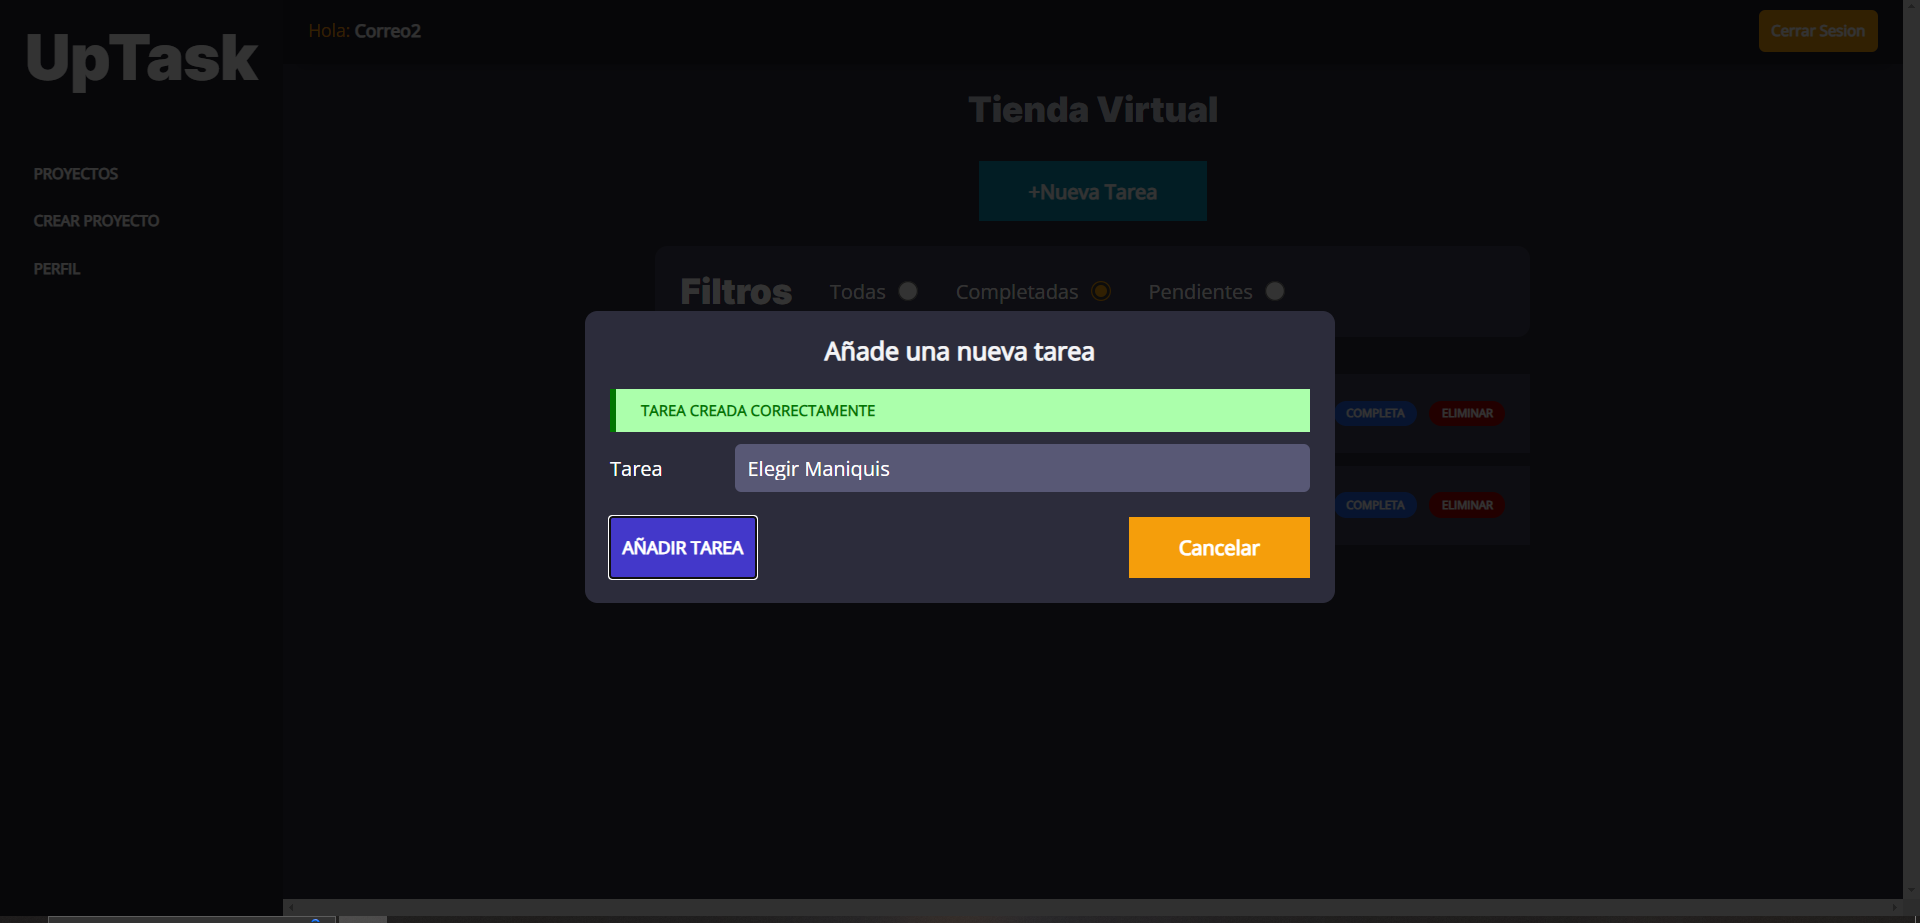 UpTask
PROYECTOS
CREAR PROYECTO
PERFIL
Hola: Correo2
Cerrar Sesion
Tienda Virtual
+Nueva Tarea
Filtros Todas Completadas Pendientes
Añade una nueva tarea
TAREA CREADA CORRECTAMENTE
Tarea Elegir Maniquis
AÑADIR TAREA Cancelar
COMPLETA ELIMINAR
COMPLETA ELIMINAR